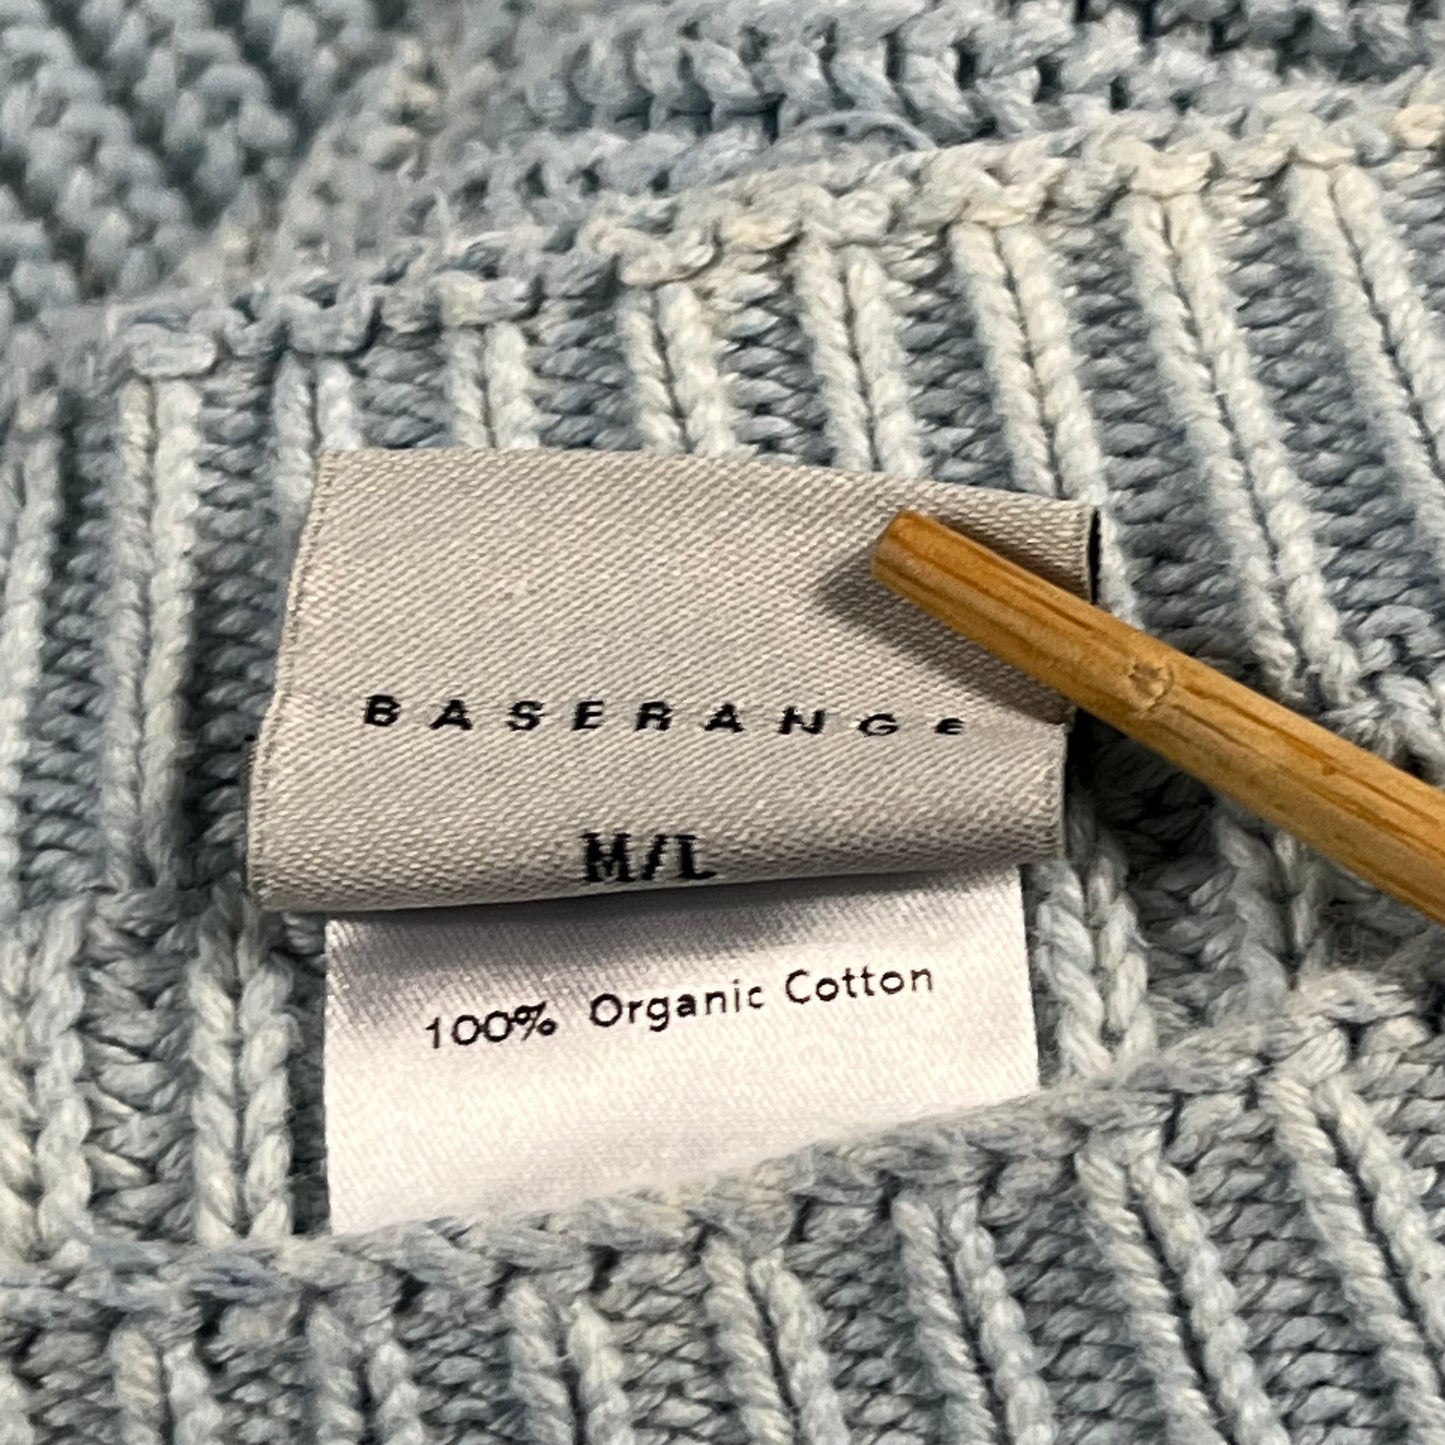 BASERANGE
M/L
100% Organic Cotton